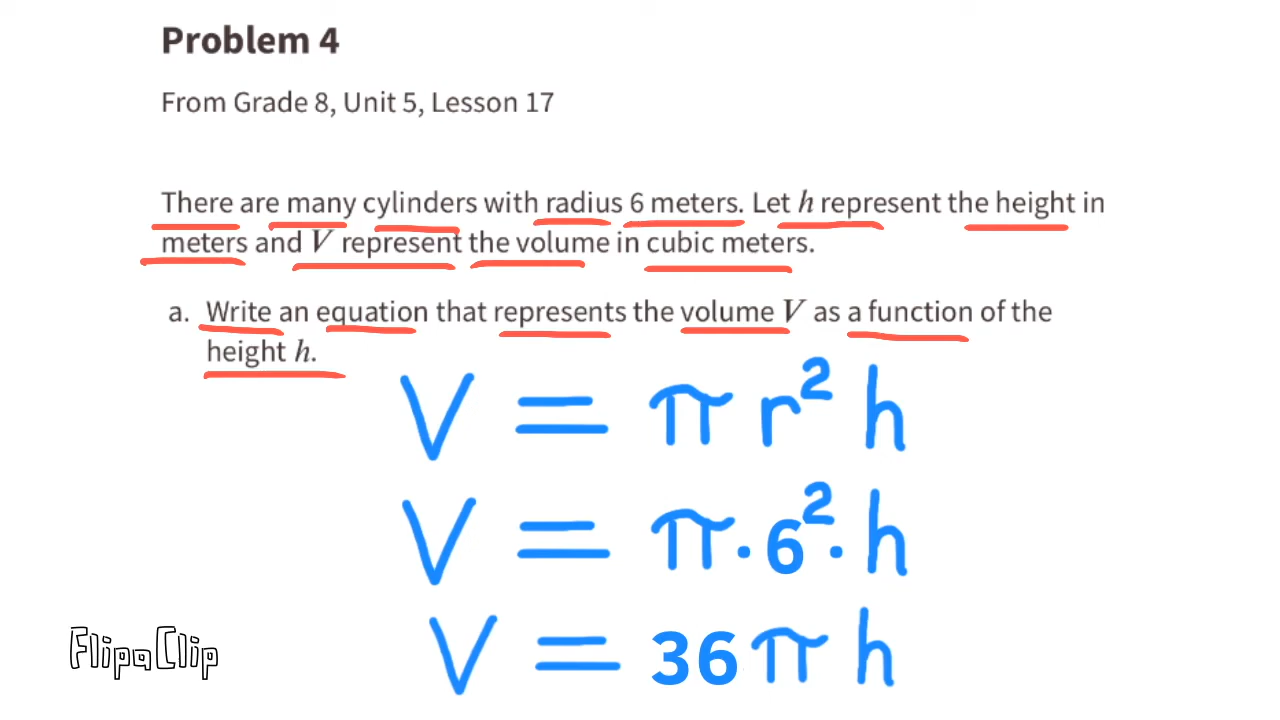 Problem 4
From Grade 8, Unit 5, Lesson 17
There are many cylinders with radius 6 meters. Let h represent the height in
meters and V represent the volume in cubic meters.
a. Write an equation that represents the volume V as a function of the
height h.
V = π r² h
V = π · 6² · h
V = 36 π h
FlipaClip